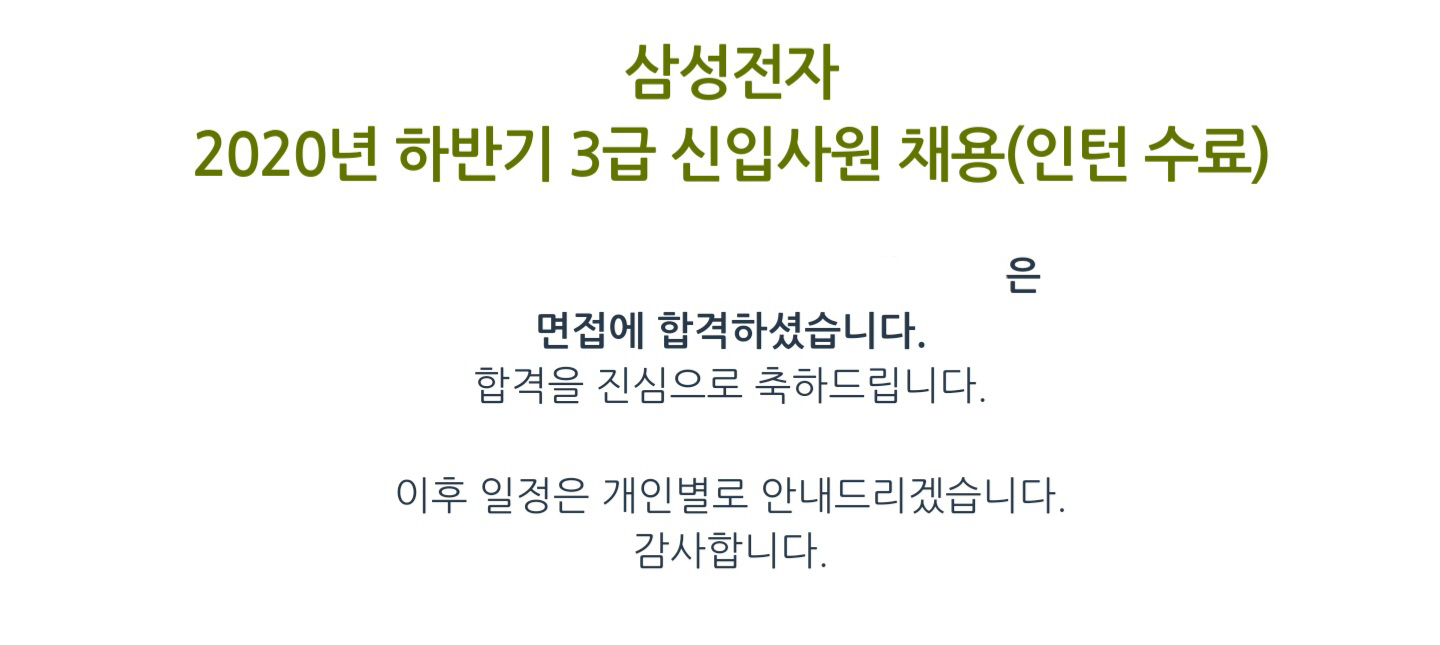 삼성전자
2020년 하반기 3급 신입사원 채용(인턴 수료)
은
면접에 합격하셨습니다.
합격을 진심으로 축하드립니다.
이후 일정은 개인별로 안내드리겠습니다.
감사합니다.